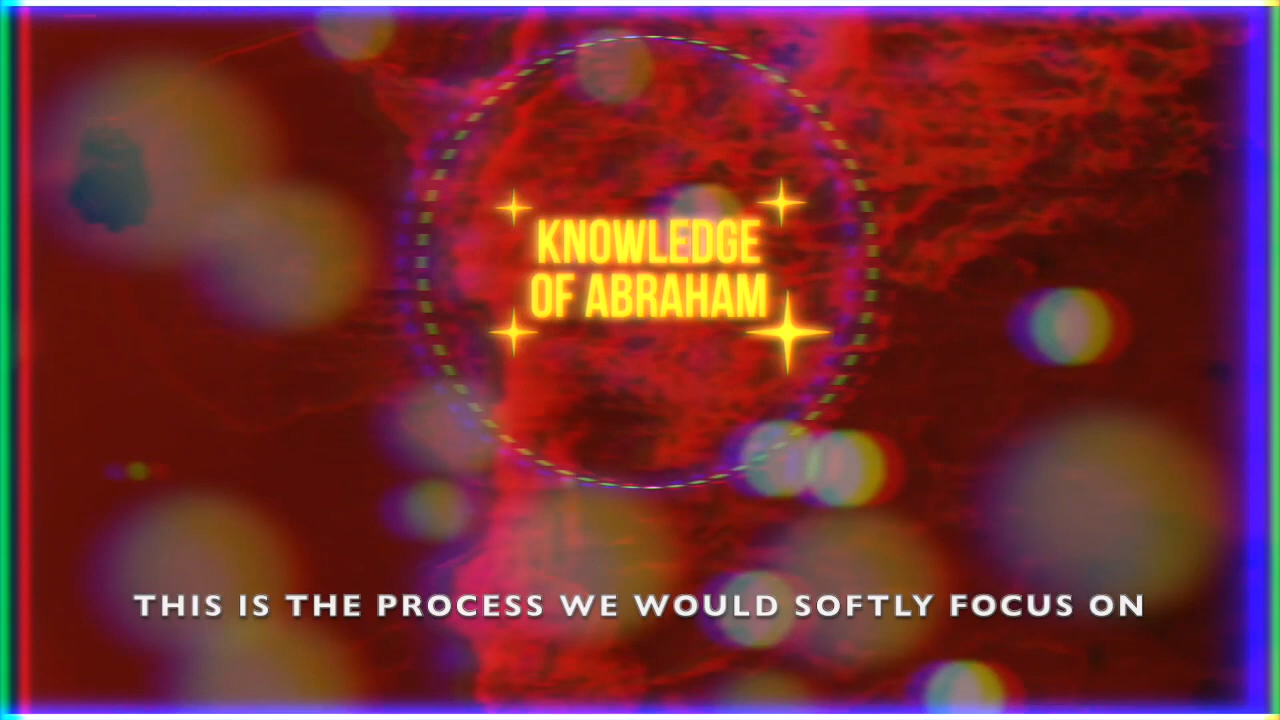 KNOWLEDGE
OF ABRAHAM
THIS IS THE PROCESS WE WOULD SOFTLY FOCUS ON